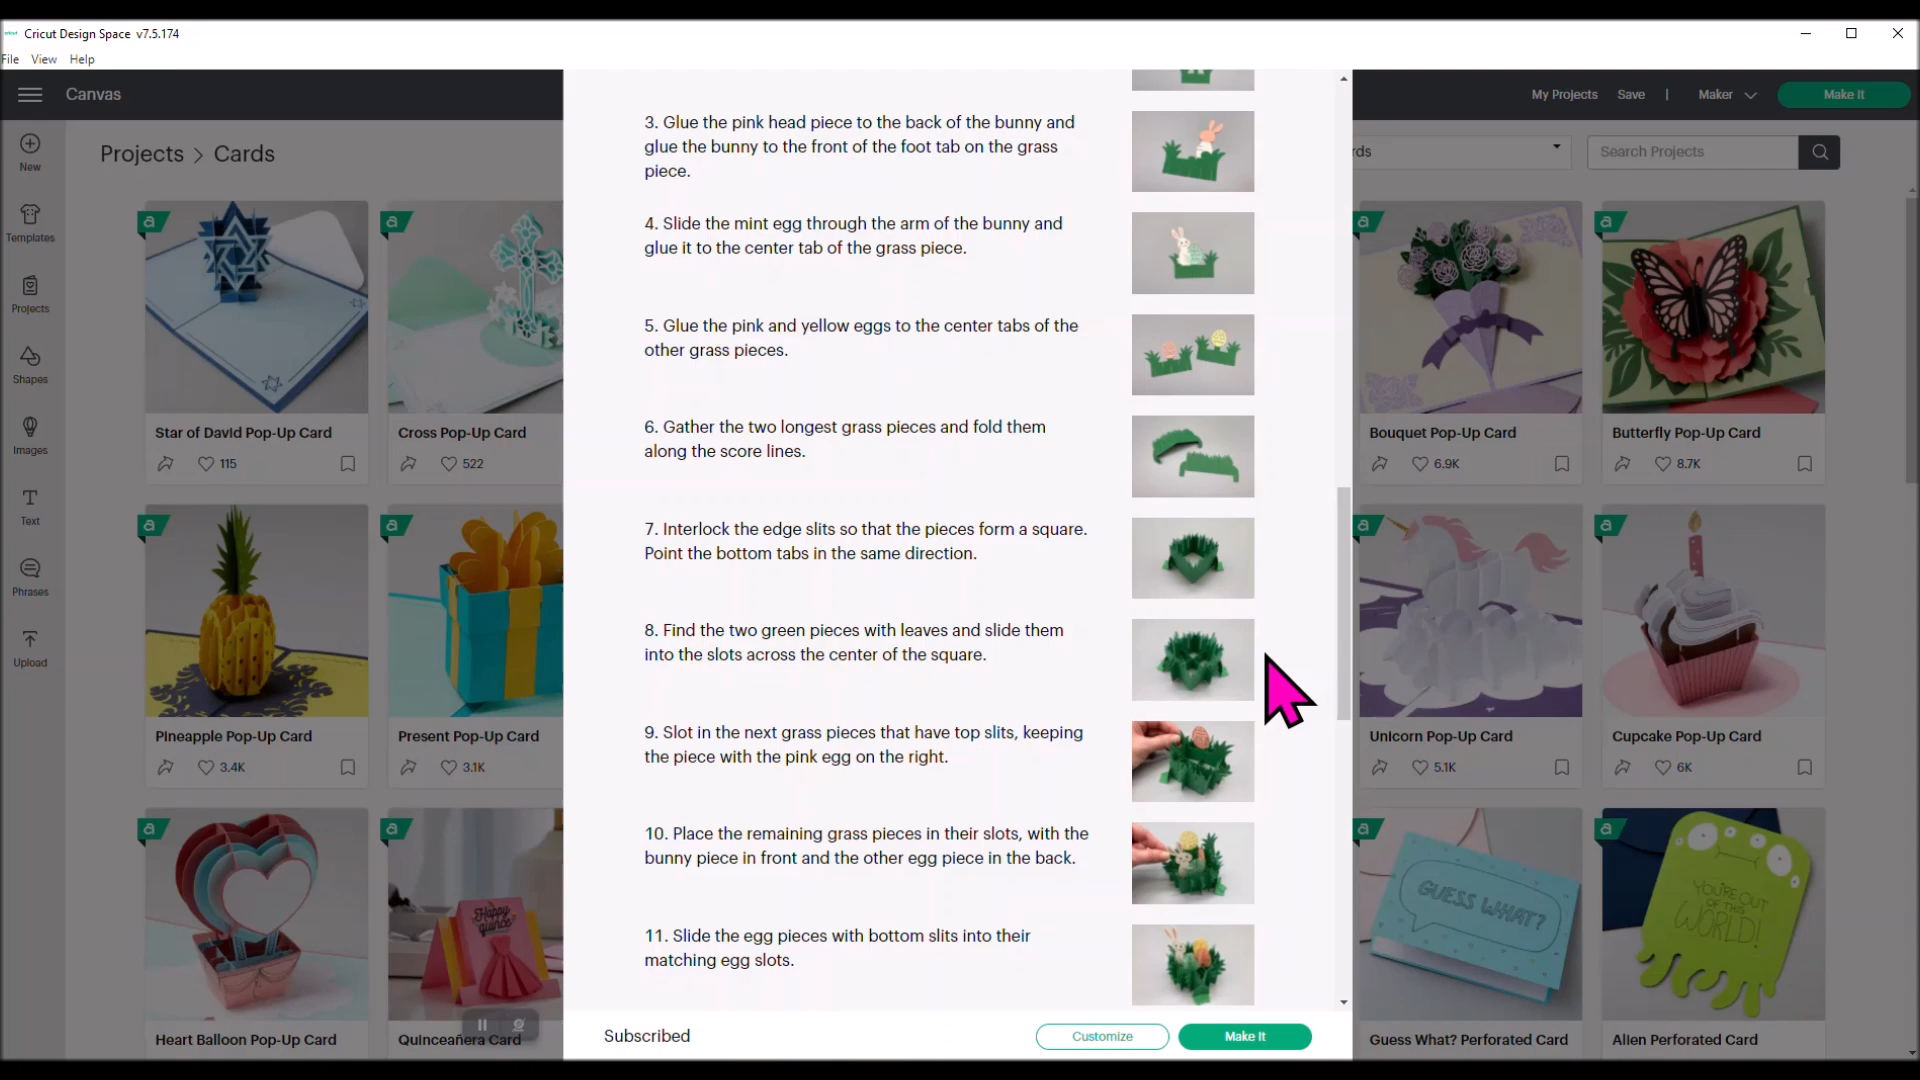 Cricut Design Space v7.5.174
File View Help
Canvas
My Projects Save | Maker Make It
New
Templates
Projects
Shapes
Images
Text
Phrases
Upload
Projects > Cards
rds
Search Projects
Star of David Pop-Up Card
115
Cross Pop-Up Card
522
Pineapple Pop-Up Card
3.4K
Present Pop-Up Card
3.1K
Heart Balloon Pop-Up Card
Happy quince
Quinceañera Card
3. Glue the pink head piece to the back of the bunny and
glue the bunny to the front of the foot tab on the grass
piece.
4. Slide the mint egg through the arm of the bunny and
glue it to the center tab of the grass piece.
5. Glue the pink and yellow eggs to the center tabs of the
other grass pieces.
6. Gather the two longest grass pieces and fold them
along the score lines.
7. Interlock the edge slits so that the pieces form a square.
Point the bottom tabs in the same direction.
8. Find the two green pieces with leaves and slide them
into the slots across the center of the square.
9. Slot in the next grass pieces that have top slits, keeping
the piece with the pink egg on the right.
10. Place the remaining grass pieces in their slots, with the
bunny piece in front and the other egg piece in the back.
11. Slide the egg pieces with bottom slits into their
matching egg slots.
Subscribed
Customize
Make It
Bouquet Pop-Up Card
6.9K
Butterfly Pop-Up Card
8.7K
Unicorn Pop-Up Card
5.1K
Cupcake Pop-Up Card
6K
GUESS WHAT?
Guess What? Perforated Card
YOU'RE OUT
OF THIS
WORLD!
Alien Perforated Card